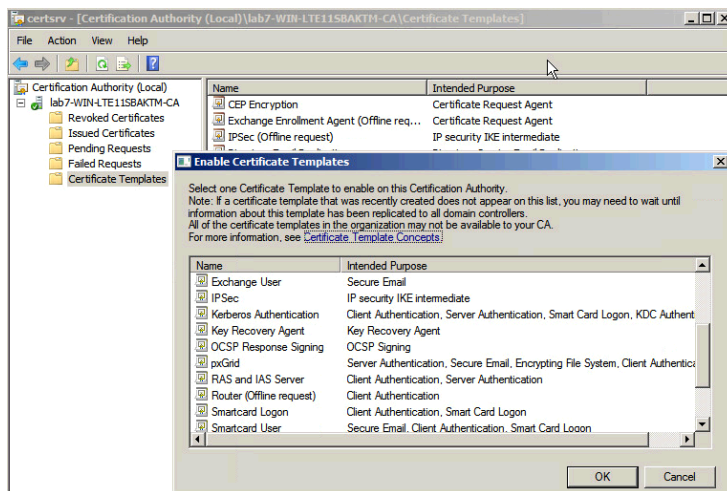 certsrv - [Certification Authority (Local)\lab7-WIN-LTE11SBAKTM-CA\Certificate Templates]
File Action View Help
Certification Authority (Local)
lab7-WIN-LTE11SBAKTM-CA
Revoked Certificates
Issued Certificates
Pending Requests
Failed Requests
Certificate Templates
Name Intended Purpose
CEP Encryption Certificate Request Agent
Exchange Enrollment Agent (Offline req... Certificate Request Agent
IPSec (Offline request) IP security IKE intermediate
Enable Certificate Templates
Select one Certificate Template to enable on this Certification Authority.
Note: If a certificate template that was recently created does not appear on this list, you may need to wait until
information about this template has been replicated to all domain controllers.
All of the certificate templates in the organization may not be available to your CA.
For more information, see Certificate Template Concepts.
Name Intended Purpose
Exchange User Secure Email
IPSec IP security IKE intermediate
Kerberos Authentication Client Authentication, Server Authentication, Smart Card Logon, KDC Authent
Key Recovery Agent Key Recovery Agent
OCSP Response Signing OCSP Signing
pxGrid Server Authentication, Secure Email, Encrypting File System, Client Authentica
RAS and IAS Server Client Authentication, Server Authentication
Router (Offline request) Client Authentication
Smartcard Logon Client Authentication, Smart Card Logon
Smartcard User Secure Email, Client Authentication, Smart Card Logon
OK Cancel